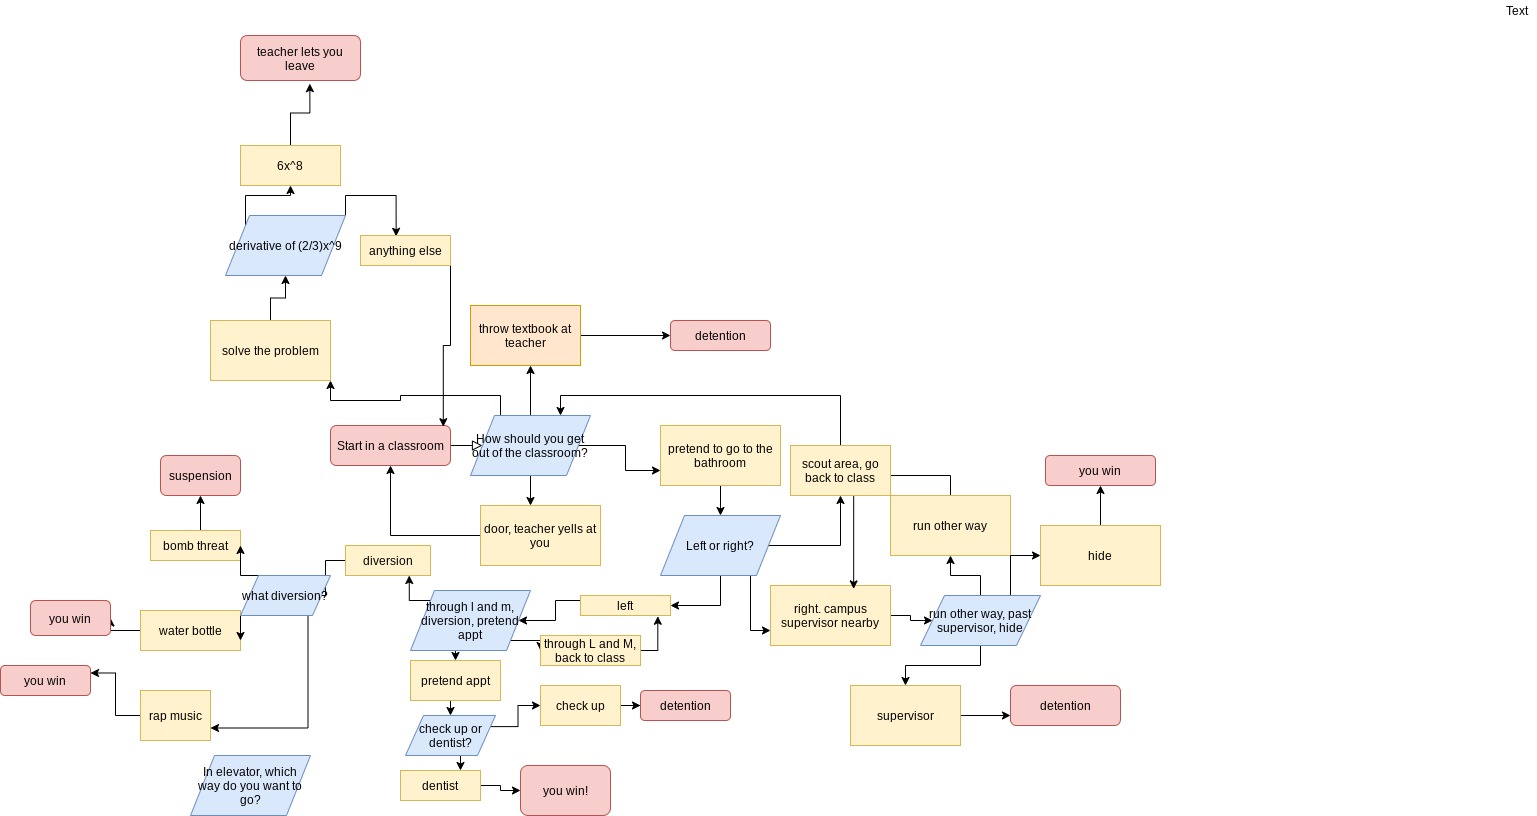 Text
teacher lets you
leave
6x^8
derivative of (2/3)x^9
anything else
solve the problem
throw textbook at
teacher
detention
Start in a classroom
How should you get
out of the classroom?
pretend to go to the
bathroom
scout area, go
back to class
you win
suspension
door, teacher yells at
you
run other way
bomb threat
diversion
Left or right?
hide
what diversion?
through l and m,
diversion, pretend
appt
left
right. campus
supervisor nearby
run other way, past
supervisor, hide
you win
water bottle
through L and M,
back to class
you win
pretend appt
rap music
check up or
dentist?
check up
detention
supervisor
detention
In elevator, which
way do you want to
go?
dentist
you win!